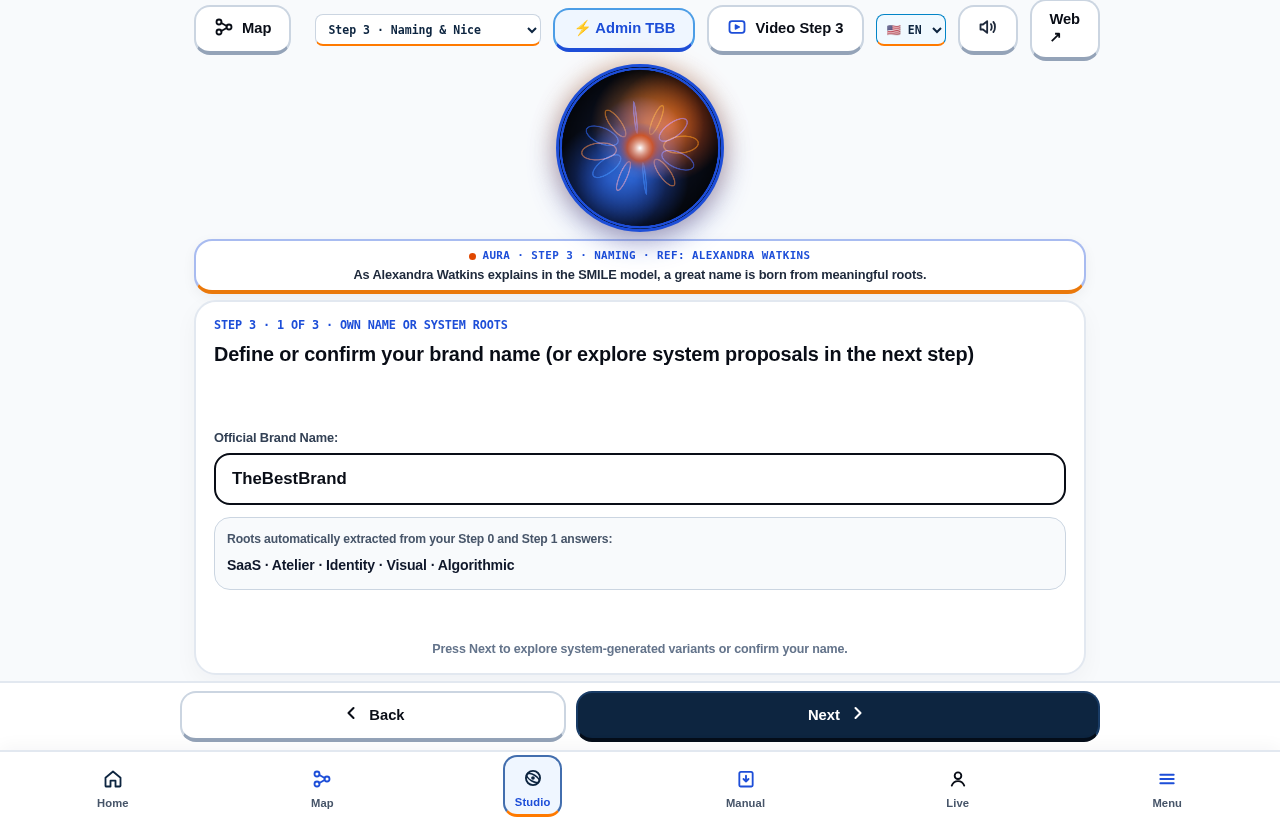 Map
Step 3 · Naming & Nice
⚡ Admin TBB
Video Step 3
🇺🇸 EN
Web ↗
AURA · STEP 3 · NAMING · REF: ALEXANDRA WATKINS
As Alexandra Watkins explains in the SMILE model, a great name is born from meaningful roots.
STEP 3 · 1 OF 3 · OWN NAME OR SYSTEM ROOTS
Define or confirm your brand name (or explore system proposals in the next step)
Official Brand Name:
TheBestBrand
Roots automatically extracted from your Step 0 and Step 1 answers:
SaaS · Atelier · Identity · Visual · Algorithmic
Press Next to explore system-generated variants or confirm your name.
Back
Next
Home
Map
Studio
Manual
Live
Menu